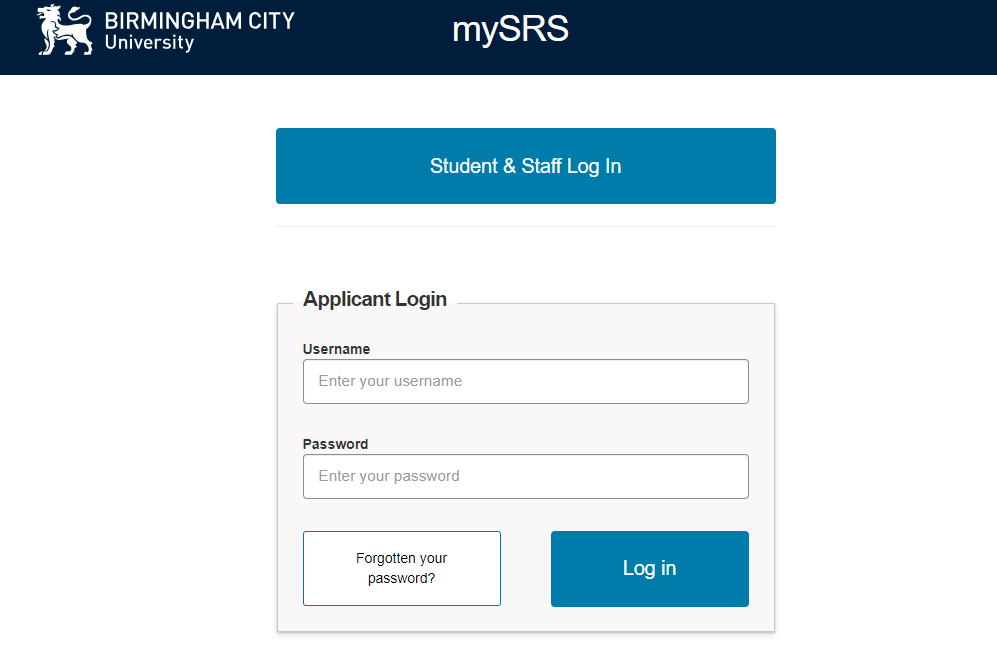 BIRMINGHAM CITY
University
mySRS
Student & Staff Log In
Applicant Login
Username
Enter your username
Password
Enter your password
Forgotten your
password?
Log in